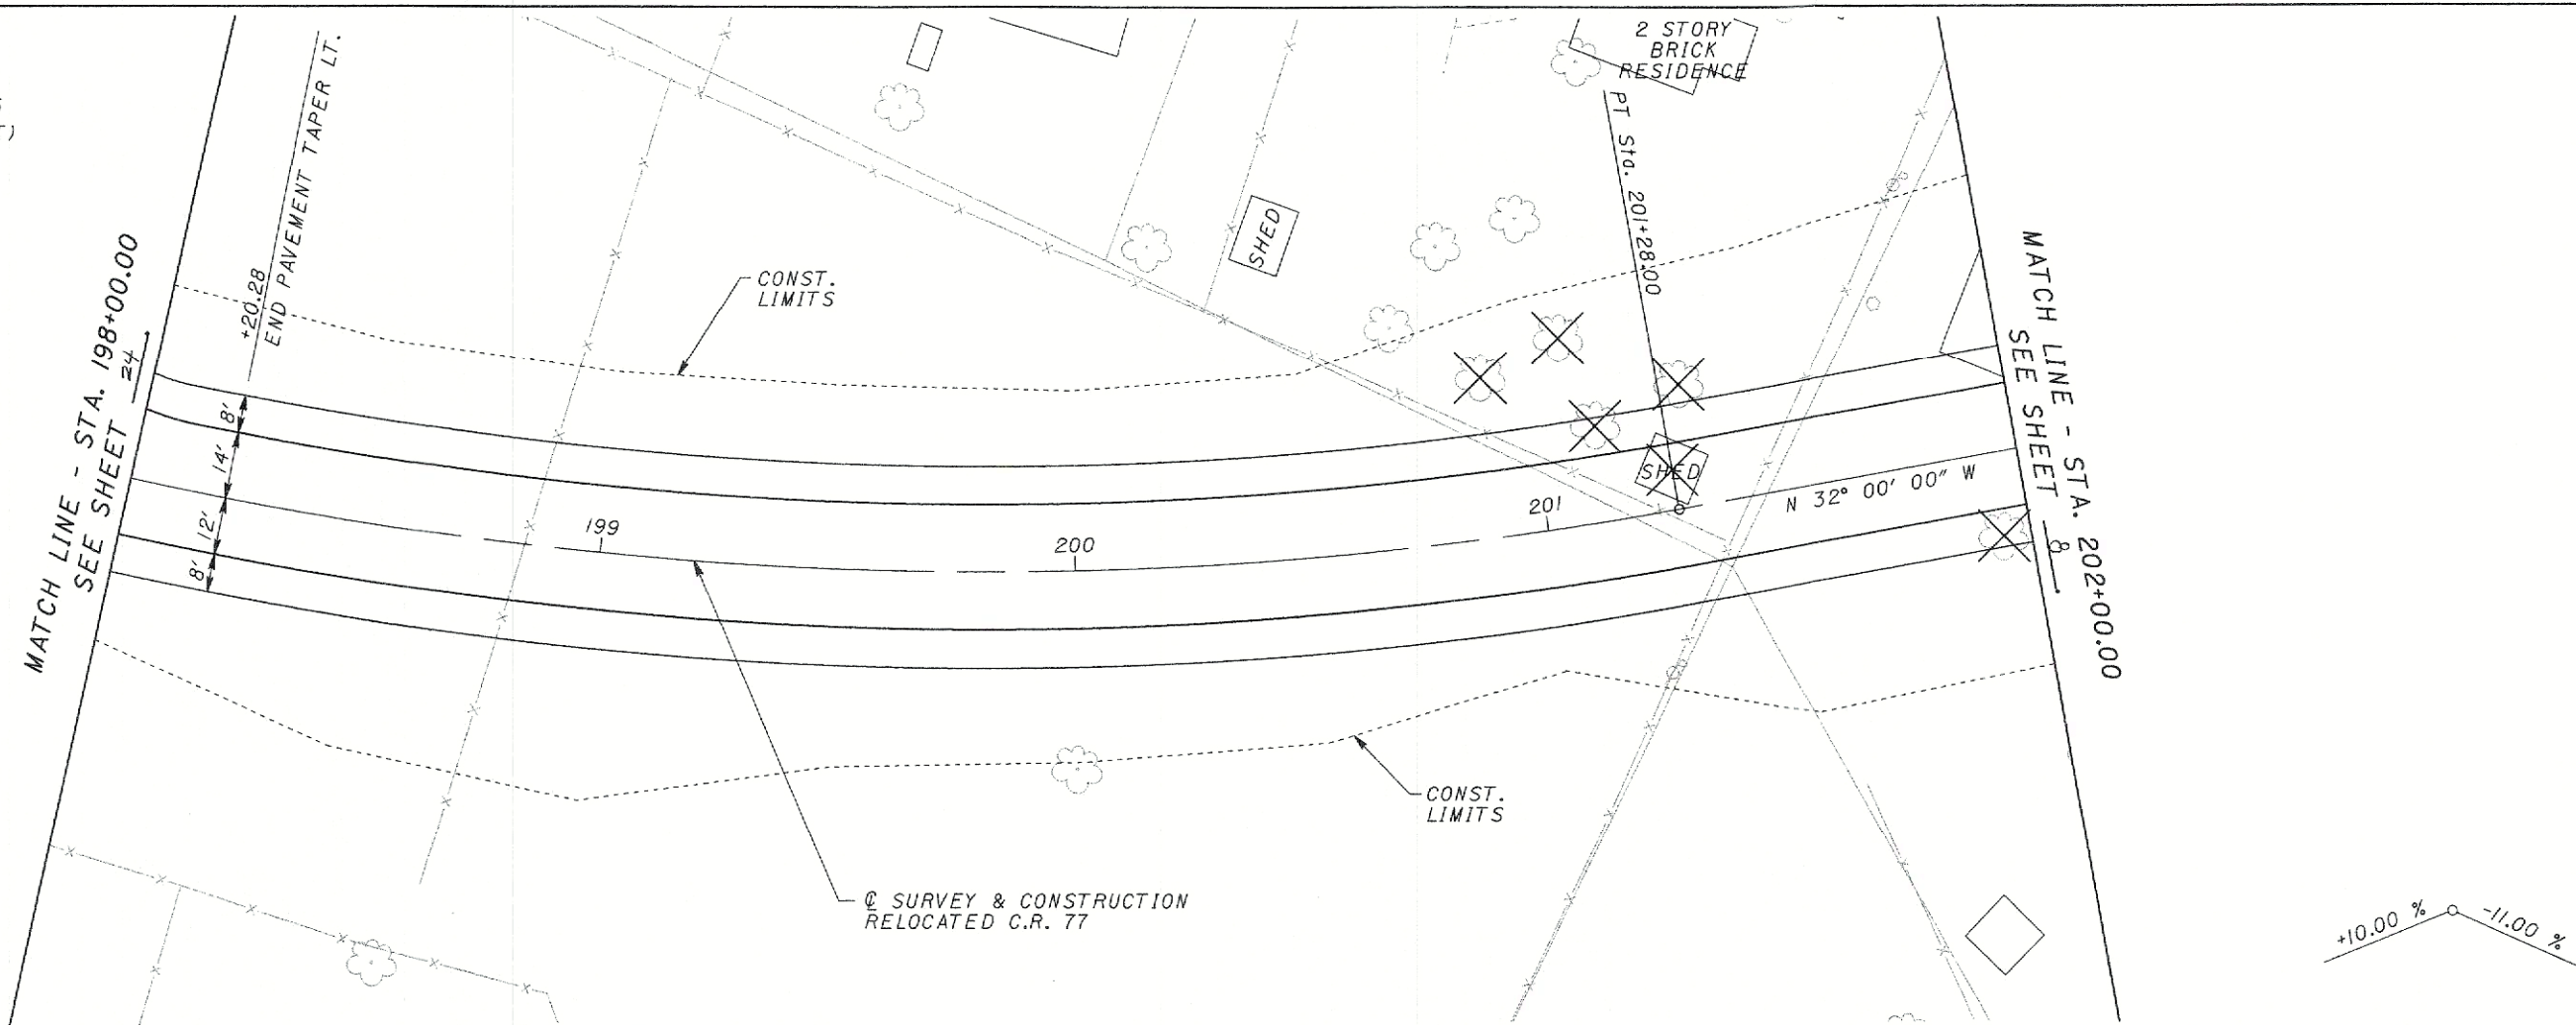 2 STORY
BRICK
RESIDENCE
END PAVEMENT TAPER LT.
+20.28
PT Sta. 201+28.00
SHED
CONST.
LIMITS
MATCH LINE - STA. 198+00.00
SEE SHEET 24
MATCH LINE - STA. 202+00.00
SEE SHEET 8
8'
14'
12'
8'
199
200
201
SHED
N 32° 00' 00" W
CONST.
LIMITS
℄ SURVEY & CONSTRUCTION
RELOCATED C.R. 77
+10.00 %
-11.00 %